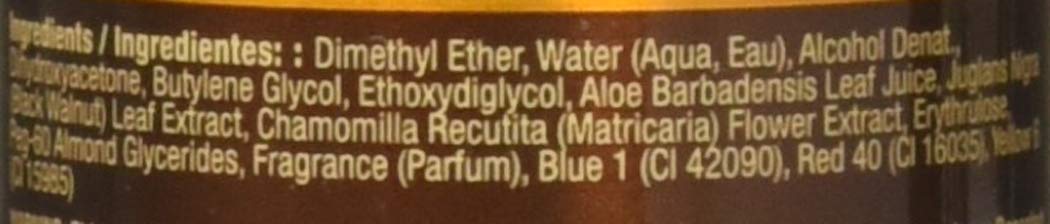 Ingredients / Ingredientes: : Dimethyl Ether, Water (Aqua, Eau), Alcohol Denat.,
Dihydroxyacetone, Butylene Glycol, Ethoxydiglycol, Aloe Barbadensis Leaf Juice, Juglans Nigra
(Black Walnut) Leaf Extract, Chamomilla Recutita (Matricaria) Flower Extract, Erythrulose,
Peg-60 Almond Glycerides, Fragrance (Parfum), Blue 1 (CI 42090), Red 40 (CI 16035), Yellow
(CI 15985)